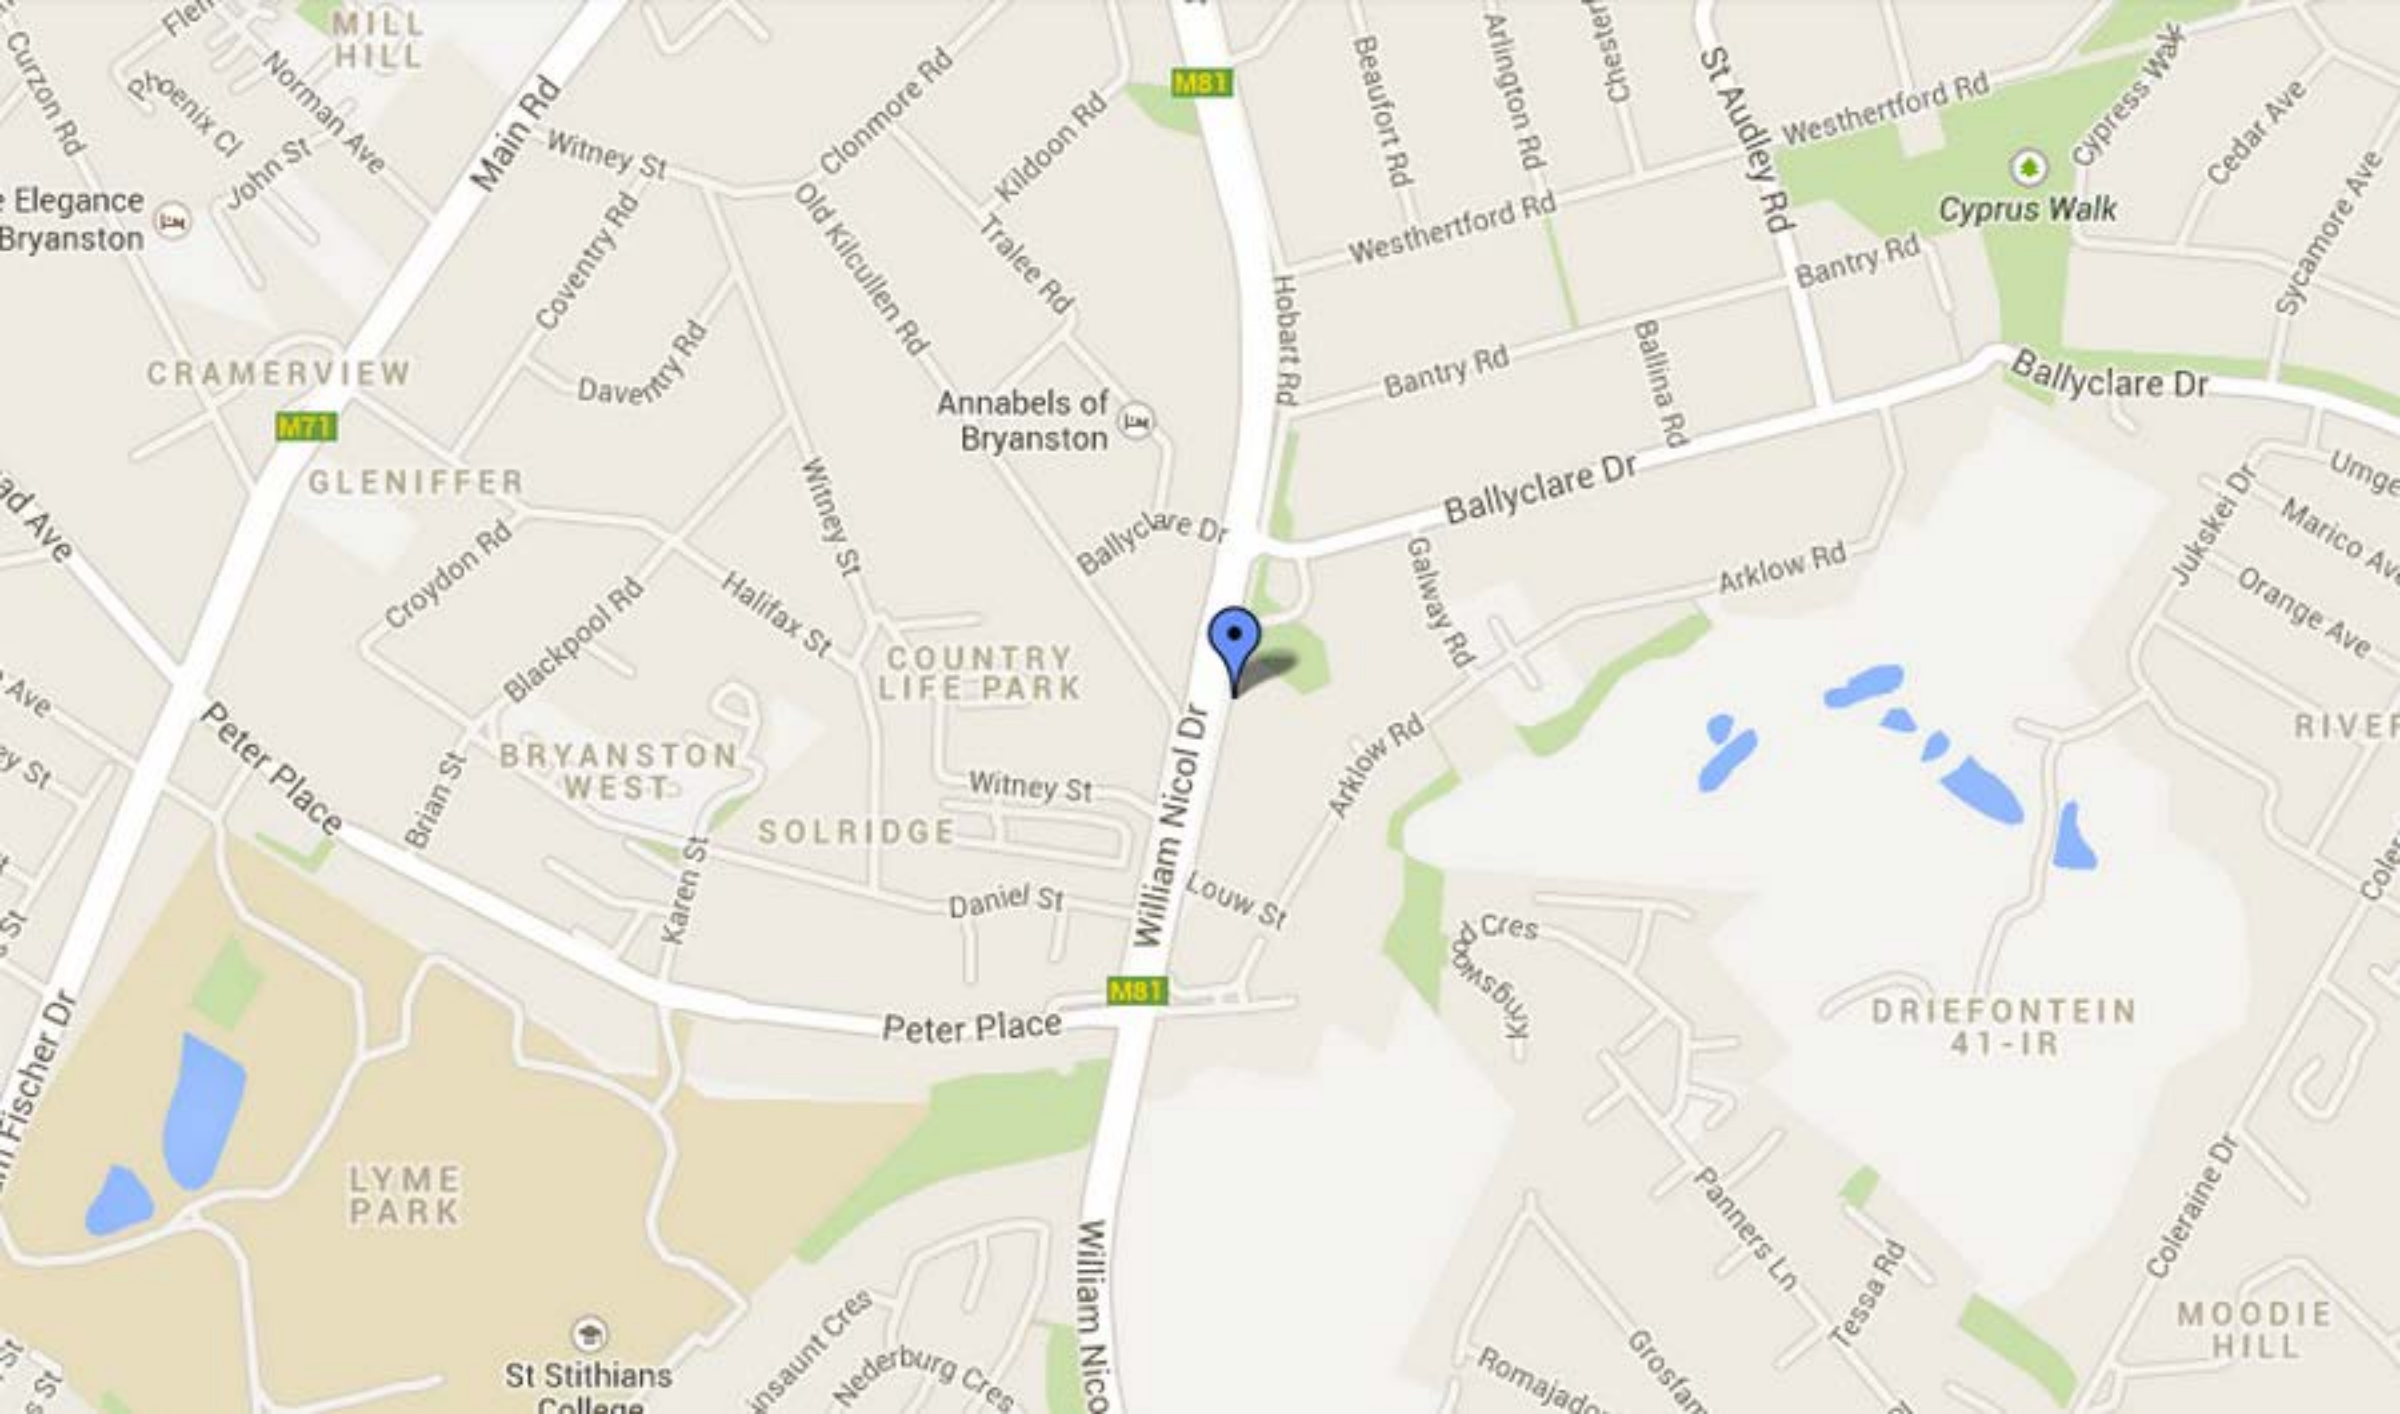 MILL
HILL
Curzon Rd
Phoenix Cl
Norman Ave
John St
Main Rd
Witney St
Clonmore Rd
Kildoon Rd
M81
Beaufort Rd
Arlington Rd
St Audley Rd
Westhertford Rd
Cypress Walk
Cedar Ave
Sycamore Ave
Cyprus Walk
Elegance
Bryanston
Coventry Rd
Old Kilcullen Rd
Tralee Rd
Westhertford Rd
Bantry Rd
Hobart Rd
CRAMERVIEW
Daventry Rd
Annabels of
Bryanston
Bantry Rd
Ballina Rd
Ballyclare Dr
M71
GLENIFFER
Witney St
Ballyclare Dr
Ballyclare Dr
Jukskei Dr
Croydon Rd
Blackpool Rd
Halifax St
Galway Rd
Arklow Rd
Orange Ave
COUNTRY
LIFE PARK
Ave
Peter Place
BRYANSTON
WEST
William Nicol Dr
Arklow Rd
RIVER
Brian St
Witney St
SOLRIDGE
Karen St
Daniel St
Louw St
Kingswood Cres
M81
Peter Place
DRIEFONTEIN
41-IR
Fischer Dr
LYME
PARK
Panners Ln
Tessa Rd
Coleraine Dr
William Nico
MOODIE
HILL
St Stithians
College
Nederburg Cres